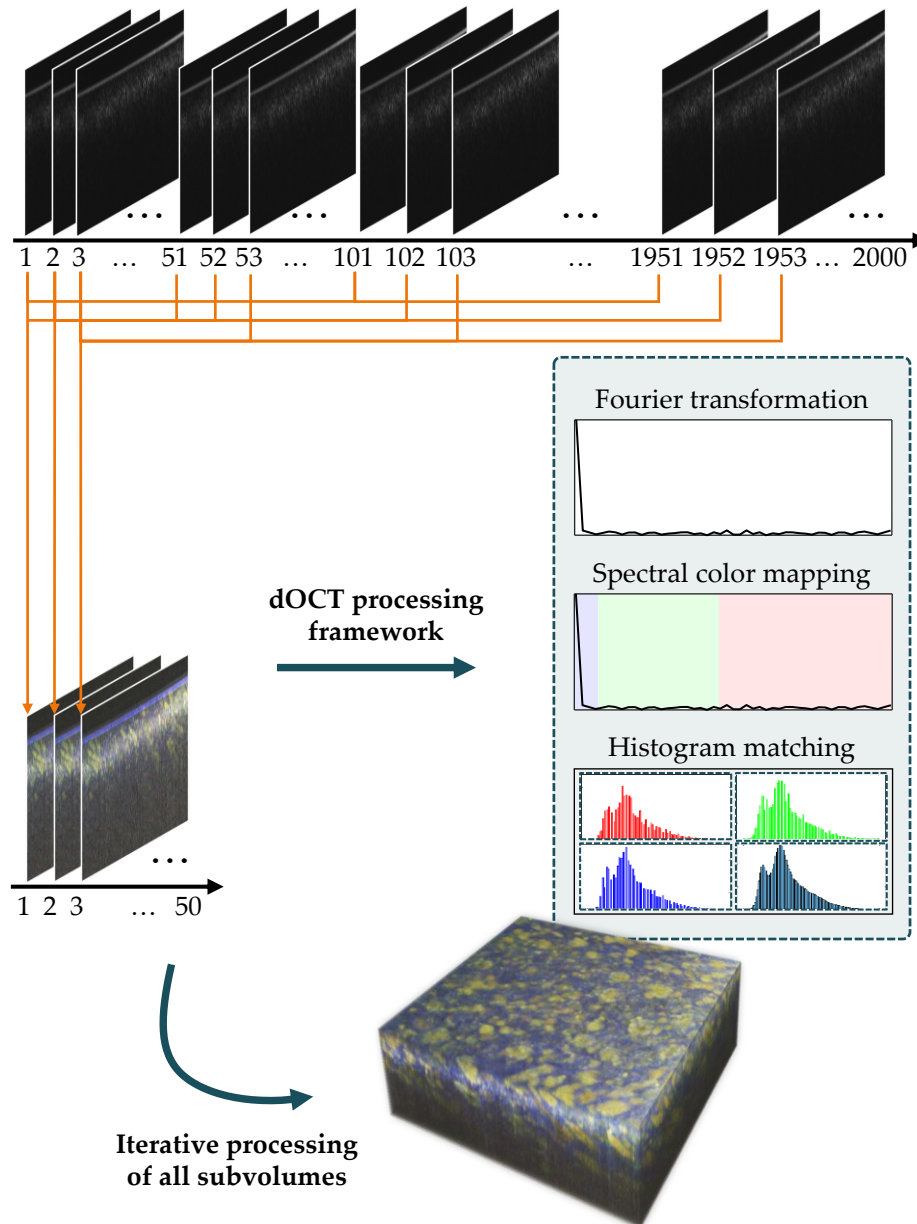 ... ... ... ...
1 2 3 … 51 52 53 … 101 102 103 … 1951 1952 1953 … 2000
Fourier transformation
Spectral color mapping
dOCT processing
framework
Histogram matching
...
1 2 3 … 50
Iterative processing
of all subvolumes